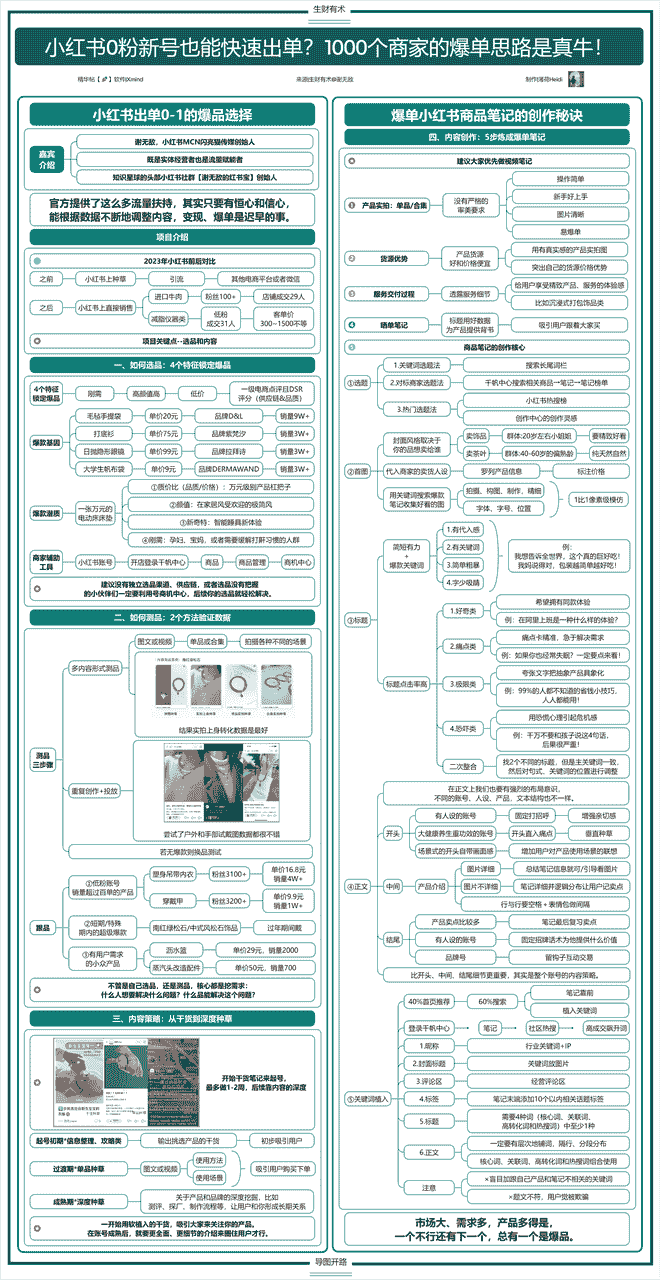 生财有术
小红书0粉新号也能快速出单？1000个商家的爆单思路是真牛！
精华帖【🚀】软件|Xmind
来源|生财有术@谢无敌
制作|薄荷Heidi
小红书出单0-1的爆品选择
嘉宾
介绍
谢无敌，小红书MCN闪亮猫传媒创始人
既是实体经营者也是流量赋能者
知识星球的头部小红书社群【谢无敌的红书宝】创始人
官方提供了这么多流量扶持，其实只要有恒心和信心，
能根据数据不断地调整内容，变现、爆单是迟早的事。
项目介绍
2023年小红书前后对比
之前
小红书上种草
引流
其他电商平台或者微信
之后
小红书上直接销售
进口牛肉
粉丝100+
店铺成交29人
减脂仪器类
低粉
成交31人
客单价
300~1500不等
项目关键点--选品和内容
一、如何选品：4个特征锁定爆品
4个特征
锁定爆品
刚需
高颜值高
低价
一级电商点评且DSR
评分（供应链&品质）
爆款基因
毛毡手提袋
单价20元
品牌D&L
销量9W+
打底衫
单价75元
品牌紫梵汐
销量3W+
日抛隐形眼镜
单价99元
品牌拉拜诗
销量3W+
大学生帆布袋
单价9元
品牌DERMAWAND
销量3W+
爆款潜质
一张万元的
电动床床垫
①质价比（品质/价格）：万元级别产品杠把子
②颜值：在家居风受欢迎的极简风
③新奇特：智能睡具新体验
④刚需：孕妇、宝妈、或者需要缓解打鼾习惯的人群
商家辅助
工具
小红书账号
开店登录千帆中心
商品
商品管理
商机中心
建议没有独立选品渠道、供应链，或者选品没有把握
的小伙伴们一定要利用号商机中心，后续你的选品就轻松解决。
二、如何测品：2个方法验证数据
测品
三步骤
多内容形式测品
图文或视频
单品或合集
拍摄各种不同的场景
结果实拍上身转化数据是最好
重复创作+投放
尝试了户外和手部试戴图数据都很不错
若无爆款则换品测试
跟品
①低粉账号
销量超过百单的产品
塑身吊带内衣
粉丝3100+
单价16.8元
销量4W+
穿戴甲
粉丝3200+
单价9.9元
销量1W+
②短期/特殊
期内的超级爆款
南红绿松石/中式风松石饰品
过年期间戴
③有用户需求
的小众产品
沥水篮
单价29元，销量2000
蒸汽头改造配件
单价50元，销量700
不管是自己选品，还是测品，核心都是挖需求：
什么人想要解决什么问题？什么品能解决这个问题？
三、内容策略：从干货到深度种草
开始干货笔记来起号，
最多做1-2周，后续靠内容的深度
起号初期*信息整理、攻略类
输出挑选产品的干货
初步吸引用户
过渡期*单品种草
图文或视频
使用方法
使用场景
吸引用户购买下单
成熟期*深度种草
关于产品和品牌的深度挖掘，比如
测评，探厂，制作流程等，让用户和你形成长期关系
一开始用软植入的干货，吸引大家来关注你的产品。
在账号成熟后，就要更全面、更细节的介绍来圈住用户才行。
爆单小红书商品笔记的创作秘诀
四、内容创作：5步炼成爆单笔记
建议大家优先做视频笔记
1
产品实拍：单品/合集
没有严格的
审美要求
操作简单
新手好上手
图片清晰
忌难单
2
货源优势
产品货源
好和价格便宜
用有真实感的产品实拍图
突出自己的货源价格优势
3
服务交付过程
透露服务细节
给用户享受精致产品、服务的体验感
比如沉浸式打包饰品类
4
晒单笔记
标题用好数据
为产品提供背书
吸引用户跟着大家买
5
商品笔记的创作核心
①选题
1.关键词选题法
搜索长尾词栏
2.对标商家选题法
千帆中心搜索相关商品→笔记→笔记榜单
3.热门选题法
小红书热搜榜
创作中心的创作灵感
②首图
封面风格取决于
你的品想卖给谁
卖饰品
群体:20岁左右小姐姐
要精致好看
卖茶叶
群体:40-60岁的偏熟龄
纯天然自然
代入商家的卖货人设
罗列产品信息
标注价格
用关键词搜索爆款
笔记收集好看的图
拍摄、构图、制作、精细
字体、字号、位置
1比1像素级模仿
③标题
简短有力
+
爆款关键词
1.有代入感
2.有关键词
3.简单粗暴
4.字少吸睛
例：
我想告诉全世界，这个真的巨好吃！
我妈说得对，包装越简单越好吃！
标题点击率高
1.好奇类
希望拥有同款体验
例：在阿里上班是一种什么样的体验？
2.痛点类
痛点卡精准，急于解决需求
例：如果你也经常失眠？一定要点来看！
3.极限类
夸张文字把抽象产品具象化
例：99%的人都不知道的省钱小技巧，
人人都能用！
4.恐吓类
用恐慌心理引起危机感
例：千万不要和孩子说这4句话，
后果很严重！
二次整合
找2个不同的标题，但是主关键词一致，
然后对句式、关键词的位置进行调整
④正文
在正文上我们也要有强烈的布局意识，
不同的账号、人设、产品、文本结构也不一样。
开头
有人设的账号
固定打招呼
增强亲切感
大健康养生重功效的账号
开头直入痛点
垂直种草
场景式的开头自带画面感
增加用户对产品使用场景的联想
中间
产品介绍
图片详细
总结笔记信息就可/引导看图片
图片不详细
笔记详细并逻辑分布让用户记卖点
行与行要空格+表情包做间隔
结尾
产品卖点比较多
笔记最后复习卖点
有人设的账号
固定招牌话术为他提供什么价值
品牌号
留钩子互动交易
比开头、中间、结尾细节更重要，其实是整个账号的内容策略。
⑤关键词植入
40%首页推荐
60%搜索
笔记靠前
植入关键词
登录千帆中心
笔记
社区热搜
高成交飙升词
1.昵称
行业关键词+IP
2.封面标题
关键词放图片
3.评论区
经营评论区
4.标签
笔记末端添加10个以内相关话题标签
5.标题
需要4种词（核心词、关联词、
高转化词和热搜词）中至少1种
6.正文
一定要有层次地铺词，隔行、分段分布
核心词、关联词、高转化词和热搜词组合使用
注意
×盲目加跟自己产品和笔记不相关的关键词
×题文不符，用户觉被欺骗
市场大、需求多，产品多得是，
一个不行还有下一个，总有一个是爆品。
导图开路